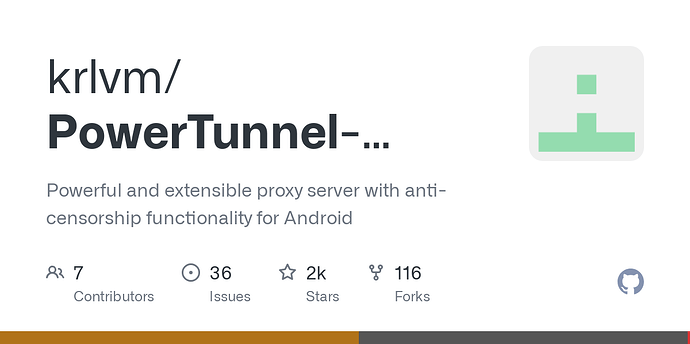 krlvm/
PowerTunnel-...
Powerful and extensible proxy server with anti-
censorship functionality for Android
7 36 2k 116
Contributors Issues Stars Forks